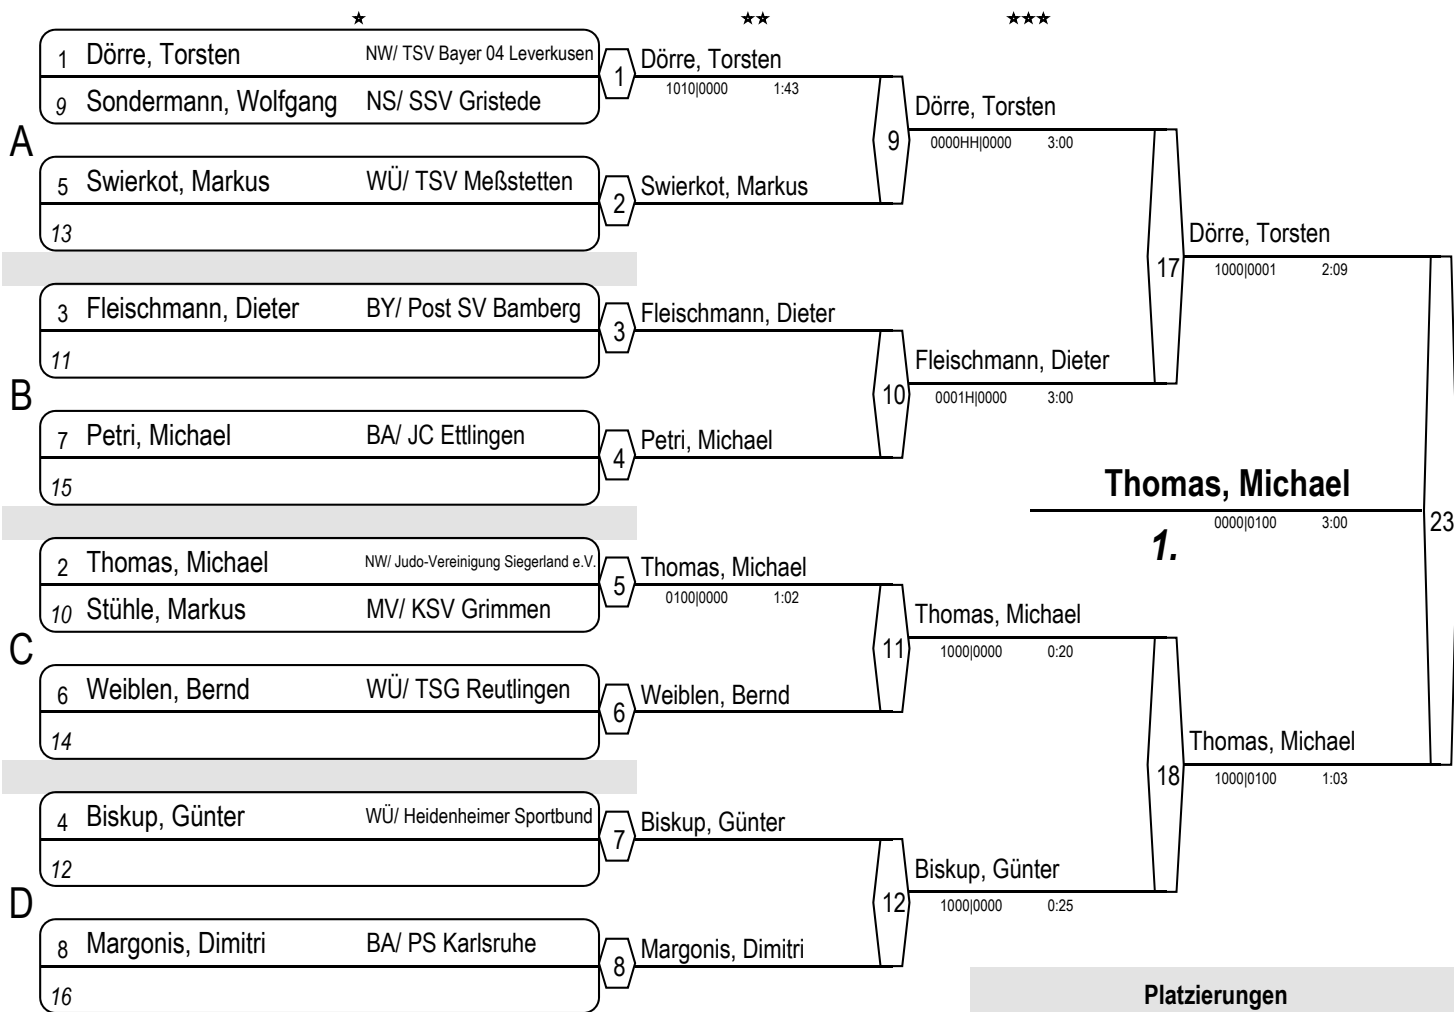 ★ ★★ ★★★
1 Dörre, Torsten NW/ TSV Bayer 04 Leverkusen
9 Sondermann, Wolfgang NS/ SSV Gristede
A
5 Swierkot, Markus WÜ/ TSV Meßstetten
13
3 Fleischmann, Dieter BY/ Post SV Bamberg
11
B
7 Petri, Michael BA/ JC Ettlingen
15
2 Thomas, Michael NW/ Judo-Vereinigung Siegerland e.V.
10 Stühle, Markus MV/ KSV Grimmen
C
6 Weiblen, Bernd WÜ/ TSG Reutlingen
14
4 Biskup, Günter WÜ/ Heidenheimer Sportbund
12
D
8 Margonis, Dimitri BA/ PS Karlsruhe
16
1 Dörre, Torsten
1010|0000 1:43
2 Swierkot, Markus
3 Fleischmann, Dieter
4 Petri, Michael
5 Thomas, Michael
0100|0000 1:02
6 Weiblen, Bernd
7 Biskup, Günter
8 Margonis, Dimitri
9 Dörre, Torsten
0000HH|0000 3:00
10 Fleischmann, Dieter
0001H|0000 3:00
11 Thomas, Michael
1000|0000 0:20
12 Biskup, Günter
1000|0000 0:25
17 Dörre, Torsten
1000|0001 2:09
18 Thomas, Michael
1000|0100 1:03
23 Thomas, Michael
0000|0100 3:00
1.
Platzierungen